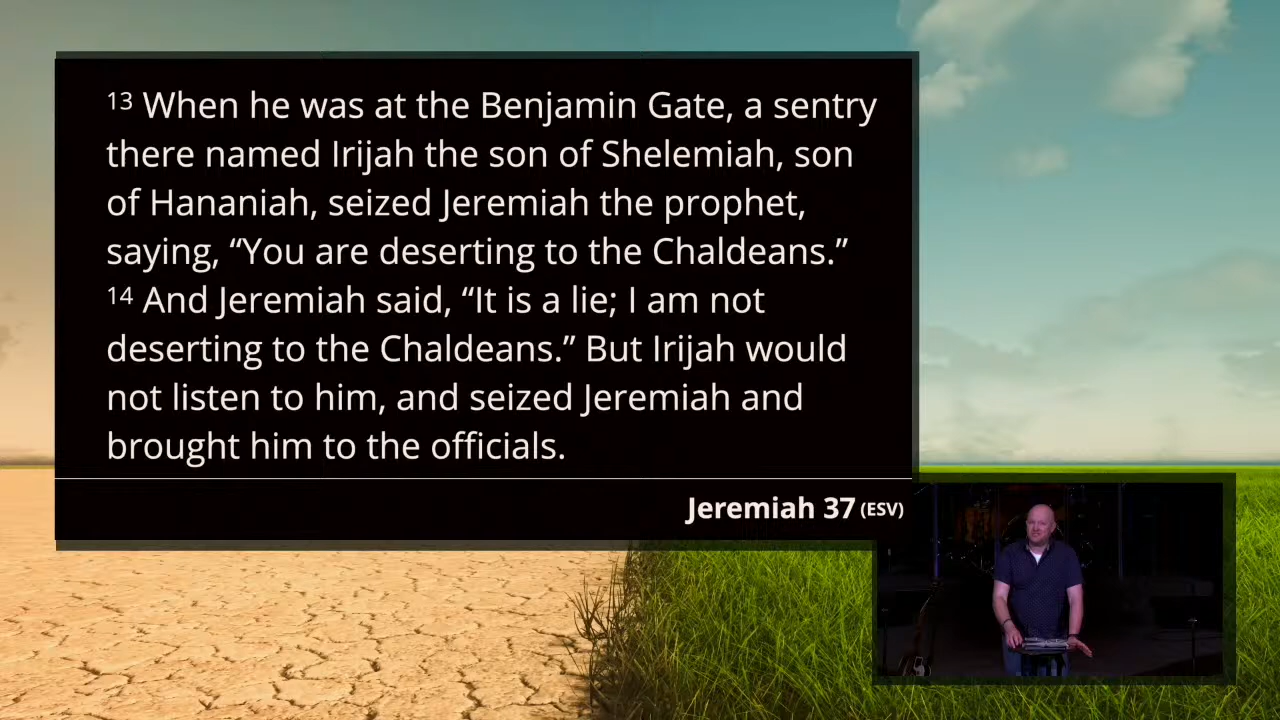 13 When he was at the Benjamin Gate, a sentry
there named Irijah the son of Shelemiah, son
of Hananiah, seized Jeremiah the prophet,
saying, “You are deserting to the Chaldeans.”
14 And Jeremiah said, “It is a lie; I am not
deserting to the Chaldeans.” But Irijah would
not listen to him, and seized Jeremiah and
brought him to the officials.
Jeremiah 37 (ESV)